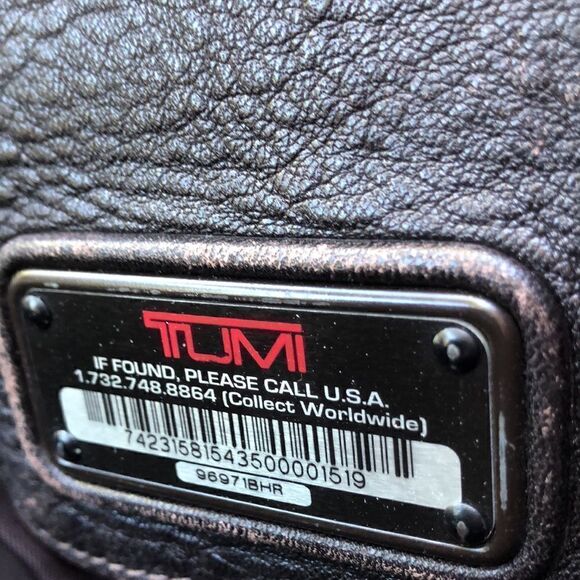 TUMI
IF FOUND, PLEASE CALL U.S.A.
1.732.748.8864 (Collect Worldwide)
74231581543500001519
96971BHR